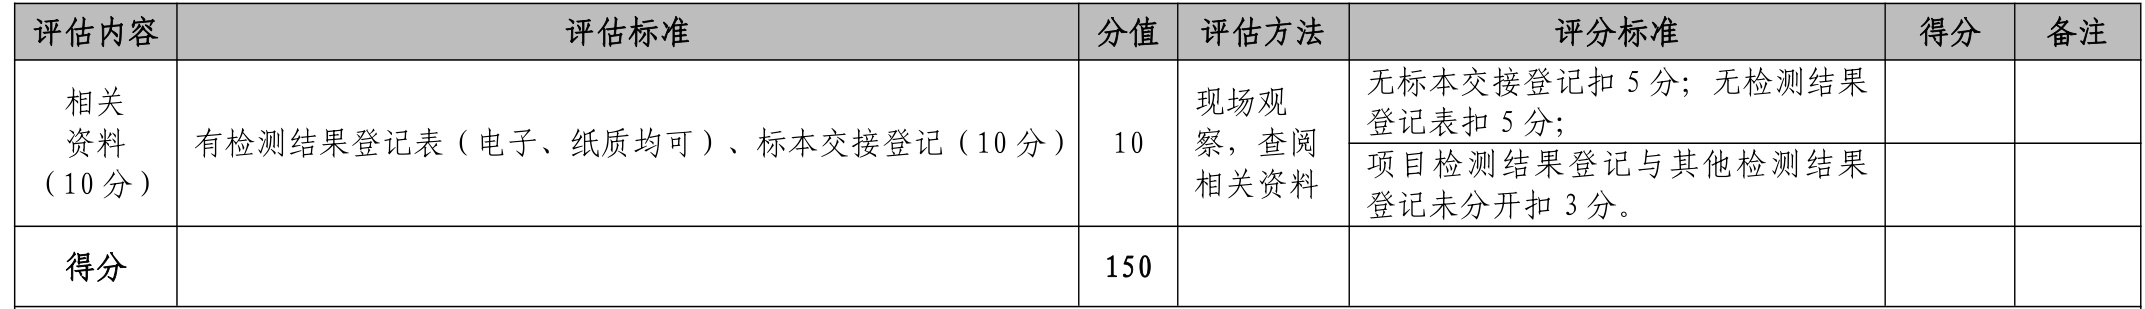 评估内容 评估标准 分值 评估方法 评分标准 得分 备注
相关
资料
（10分）
有检测结果登记表（电子、纸质均可）、标本交接登记（10分）
10
现场观
察，查阅
相关资料
无标本交接登记扣 5 分；无检测结果
登记表扣 5 分；
项目检测结果登记与其他检测结果
登记未分开扣 3 分。
得分 150